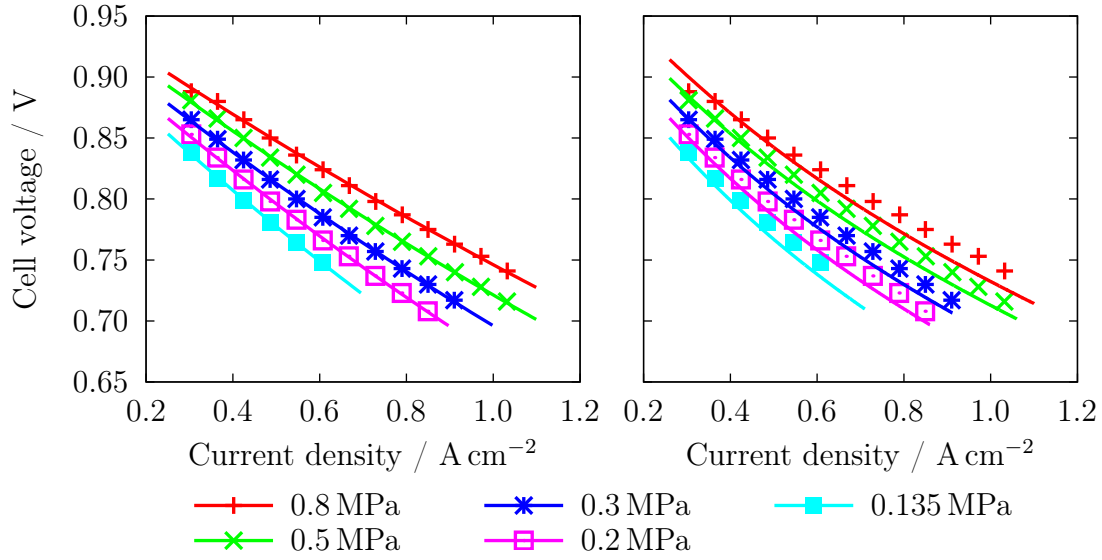 Cell voltage / V
0.95
0.90
0.85
0.80
0.75
0.70
0.65
0.2 0.4 0.6 0.8 1.0 1.2
Current density / A cm⁻²
0.2 0.4 0.6 0.8 1.0 1.2
Current density / A cm⁻²
0.8 MPa 0.3 MPa 0.135 MPa
0.5 MPa 0.2 MPa